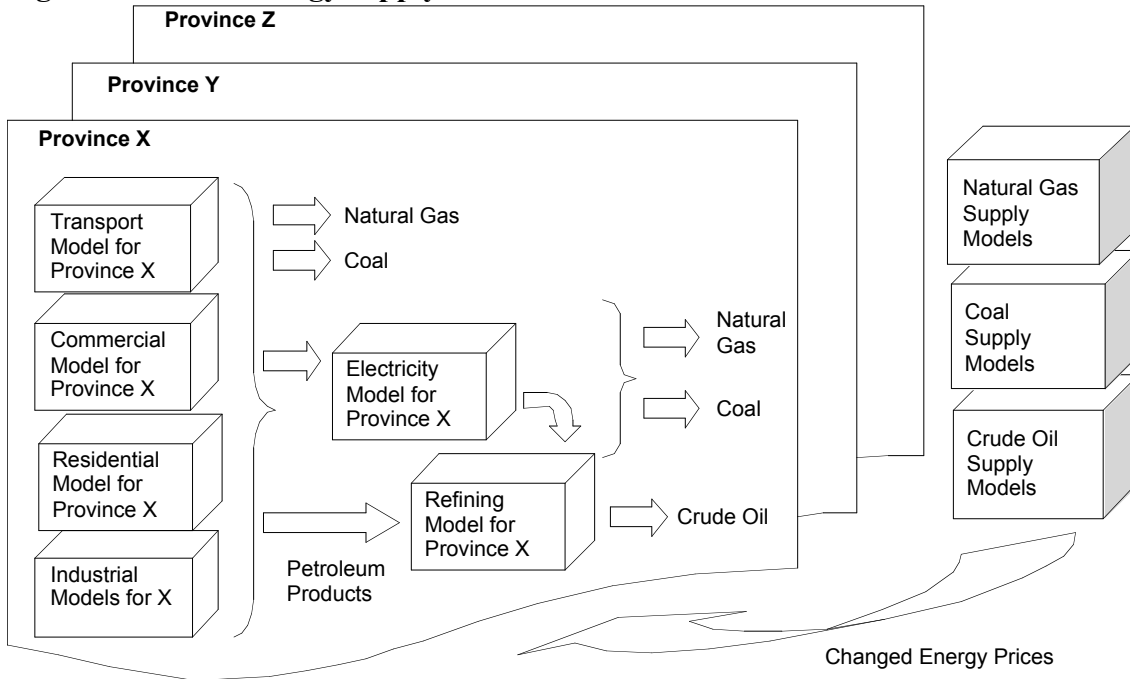 Province Z
Province Y
Province X
Transport
Model for
Province X
Commercial
Model for
Province X
Residential
Model for
Province X
Industrial
Models for X
Natural Gas
Coal
Electricity
Model for
Province X
Petroleum
Products
Refining
Model for
Province X
Natural
Gas
Coal
Crude Oil
Natural Gas
Supply
Models
Coal
Supply
Models
Crude Oil
Supply
Models
Changed Energy Prices